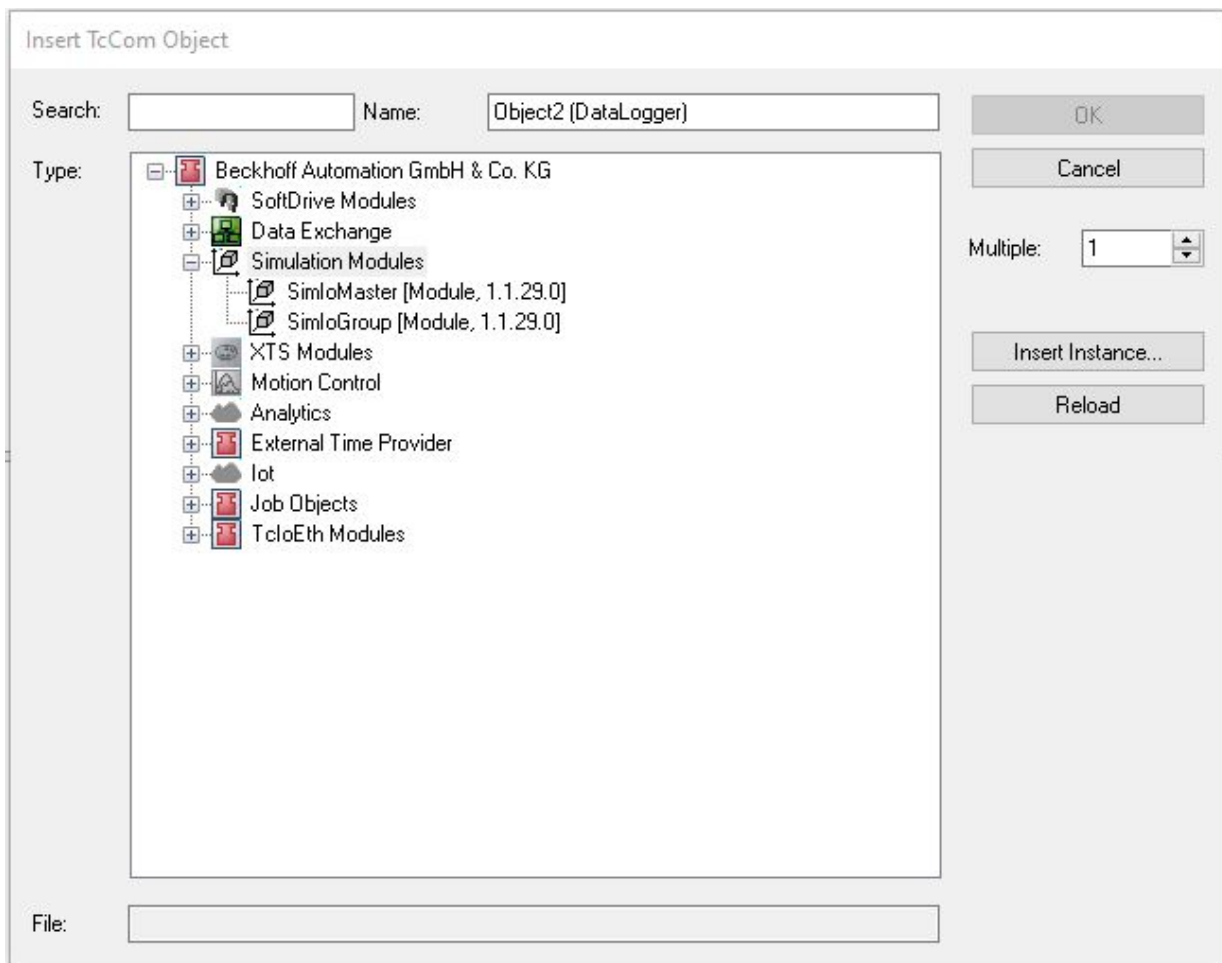 Insert TcCom Object
Search:
Name:
Object2 (DataLogger)
OK
Type:
Beckhoff Automation GmbH & Co. KG
Cancel
SoftDrive Modules
Data Exchange
Multiple:
1
Simulation Modules
SimIoMaster [Module, 1.1.29.0]
SimIoGroup [Module, 1.1.29.0]
XTS Modules
Insert Instance...
Motion Control
Analytics
Reload
External Time Provider
Iot
Job Objects
TcIoEth Modules
File: